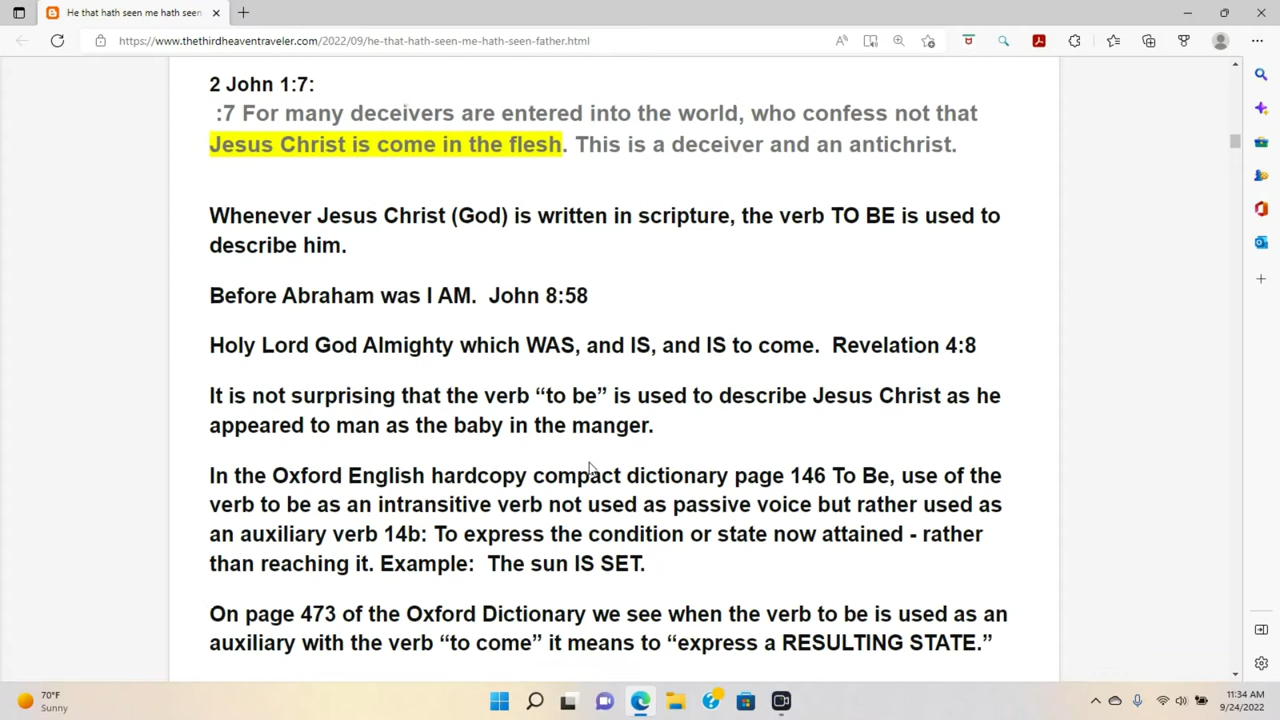 He that hath seen me hath seen
https://www.thethirdheaventraveler.com/2022/09/he-that-hath-seen-me-hath-seen-father.html
2 John 1:7:
:7 For many deceivers are entered into the world, who confess not that
Jesus Christ is come in the flesh. This is a deceiver and an antichrist.
Whenever Jesus Christ (God) is written in scripture, the verb TO BE is used to
describe him.
Before Abraham was I AM.  John 8:58
Holy Lord God Almighty which WAS, and IS, and IS to come.  Revelation 4:8
It is not surprising that the verb “to be” is used to describe Jesus Christ as he
appeared to man as the baby in the manger.
In the Oxford English hardcopy compact dictionary page 146 To Be, use of the
verb to be as an intransitive verb not used as passive voice but rather used as
an auxiliary verb 14b: To express the condition or state now attained - rather
than reaching it. Example:  The sun IS SET.
On page 473 of the Oxford Dictionary we see when the verb to be is used as an
auxiliary with the verb “to come” it means to “express a RESULTING STATE.”
70°F
Sunny
11:34 AM
9/24/2022